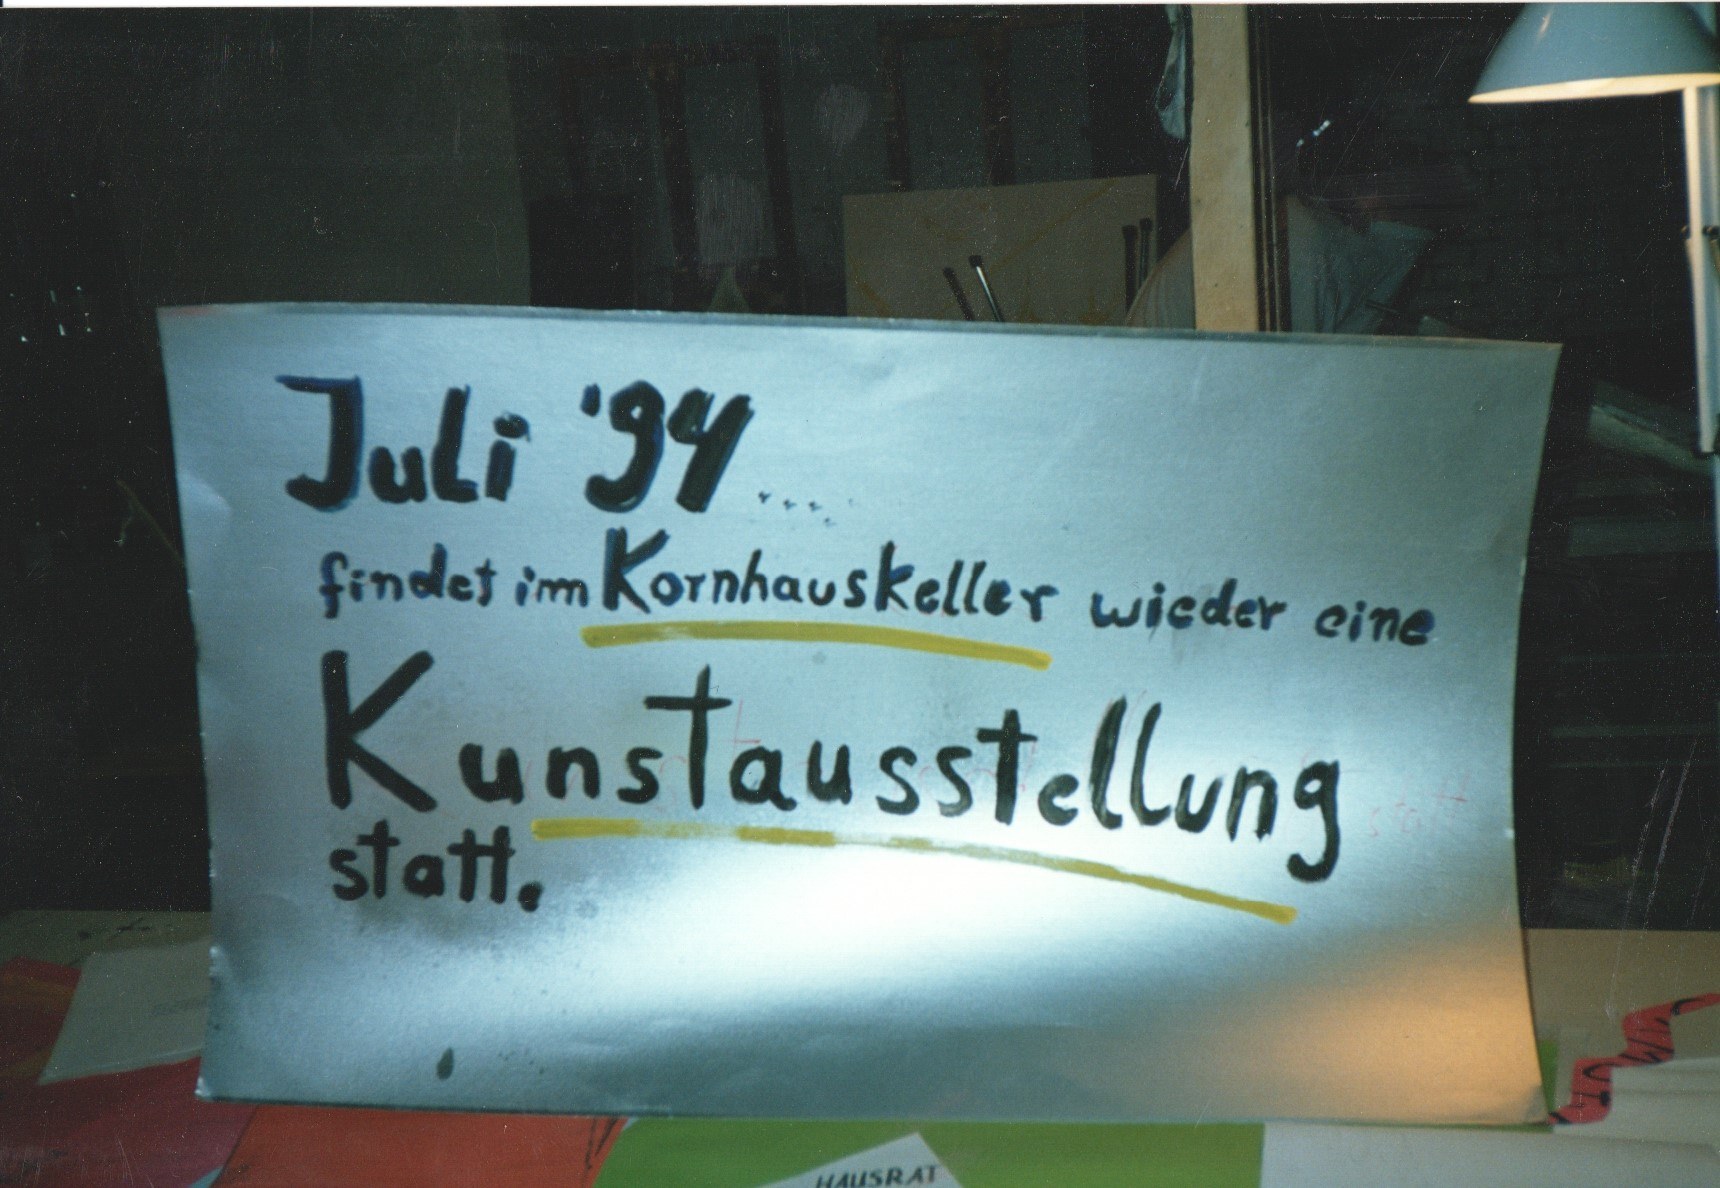 Juli '94....
findet im Kornhauskeller wieder eine
Kunstausstellung
statt.
HAUSRAT